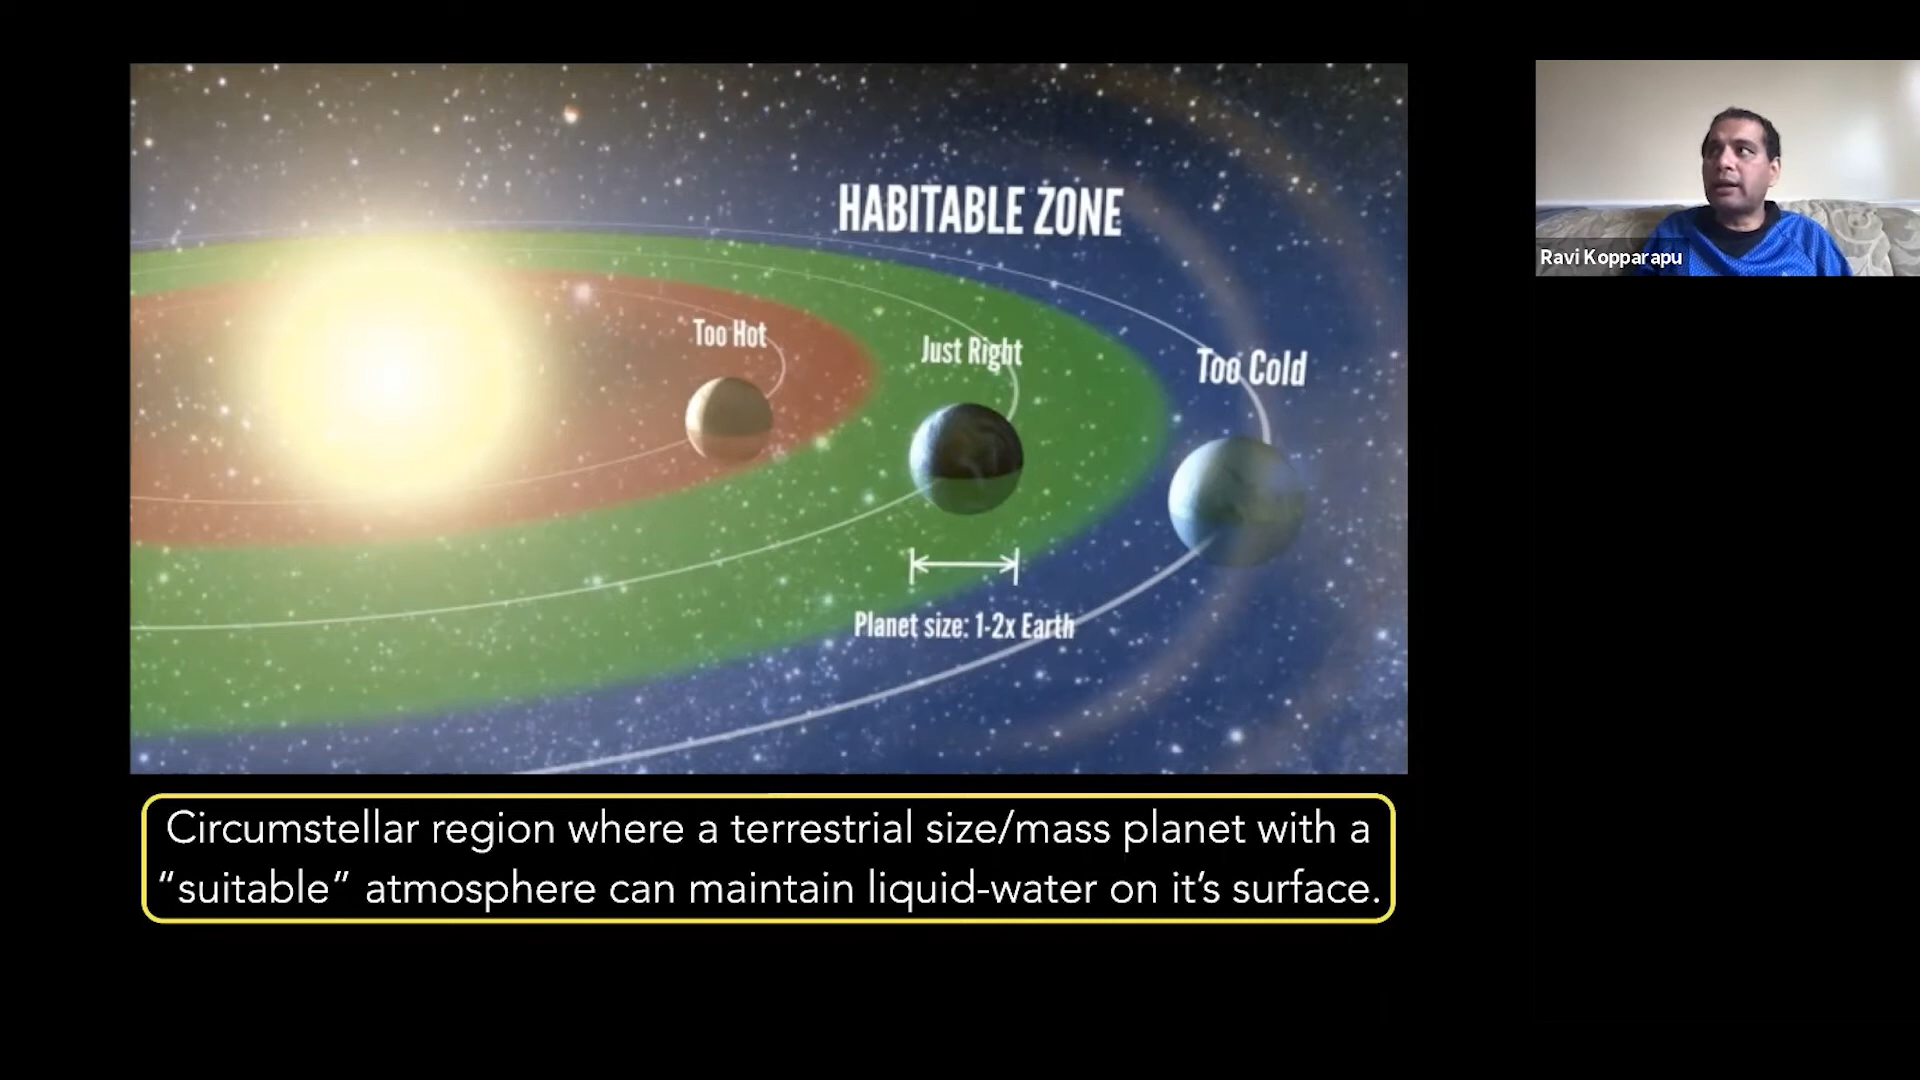 HABITABLE ZONE
Too Hot
Just Right
Too Cold
Planet size: 1-2x Earth
Circumstellar region where a terrestrial size/mass planet with a
“suitable” atmosphere can maintain liquid-water on it’s surface.
Ravi Kopparapu